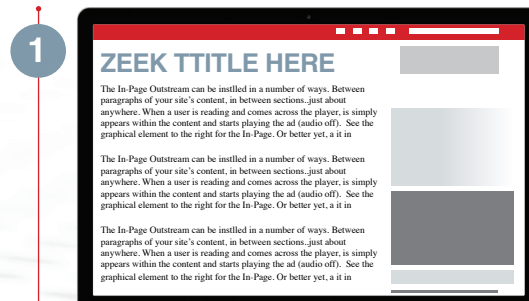 1
ZEEK TTITLE HERE
The In-Page Outstream can be instlled in a number of ways. Between
paragraphs of your site's content, in between sections..just about
anywhere. When a user is reading and comes across the player, is simply
appears within the content and starts playing the ad (audio off).  See the
graphical element to the right for the In-Page. Or better yet, a it in
The In-Page Outstream can be instlled in a number of ways. Between
paragraphs of your site's content, in between sections..just about
anywhere. When a user is reading and comes across the player, is simply
appears within the content and starts playing the ad (audio off).  See the
graphical element to the right for the In-Page. Or better yet, a it in
The In-Page Outstream can be instlled in a number of ways. Between
paragraphs of your site's content, in between sections..just about
anywhere. When a user is reading and comes across the player, is simply
appears within the content and starts playing the ad (audio off).  See the
graphical element to the right for the In-Page. Or better yet, a it in